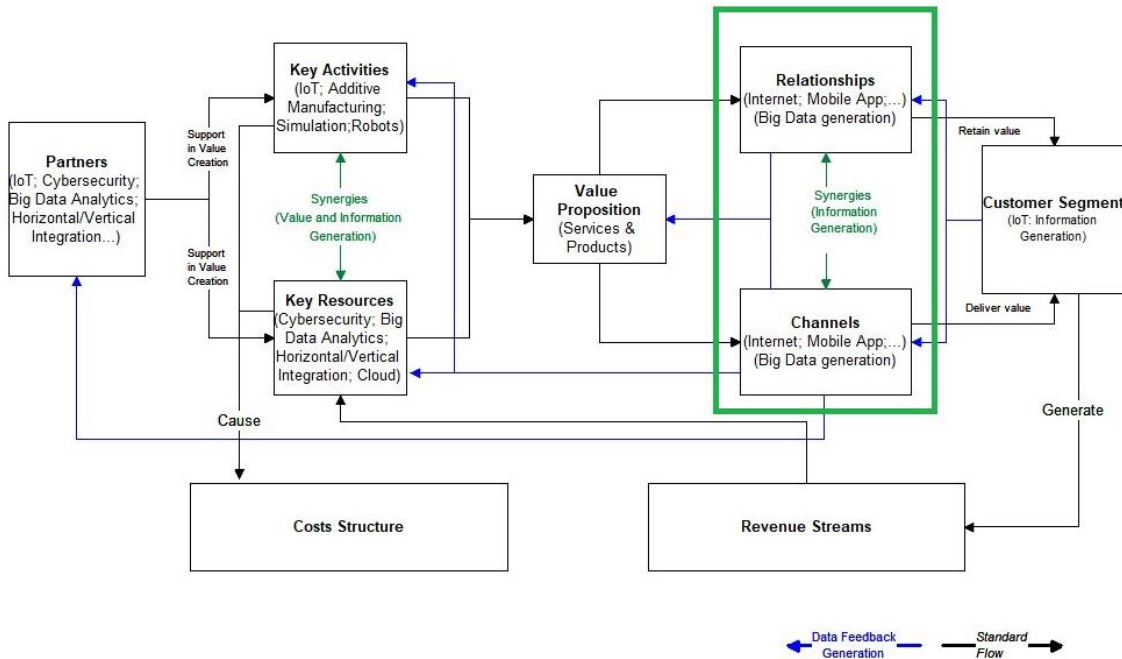 Key Activities
(IoT; Additive
Manufacturing;
Simulation;Robots)
Relationships
(Internet; Mobile App;...)
(Big Data generation)
Support
in Value
Creation
Retain value
Partners
(IoT; Cybersecurity;
Big Data Analytics;
Horizontal/Vertical
Integration...)
Synergies
(Value and Information
Generation)
Value
Proposition
(Services &
Products)
Synergies
(Information
Generation)
Customer Segment
(IoT: Information
Generation)
Support
in Value
Creation
Key Resources
(Cybersecurity; Big
Data Analytics;
Horizontal/Vertical
Integration; Cloud)
Channels
(Internet; Mobile App;...)
(Big Data generation)
Deliver value
Cause
Generate
Costs Structure
Revenue Streams
Data Feedback
Generation
Standard
Flow